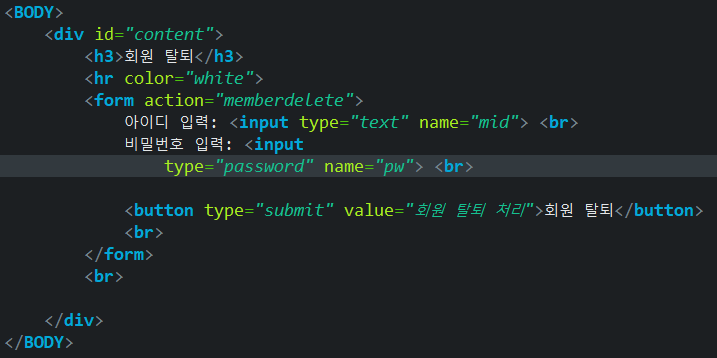 <BODY>
<div id="content">
<h3>회원 탈퇴</h3>
<hr color="white">
<form action="memberdelete">
아이디 입력: <input type="text" name="mid"> <br>
비밀번호 입력: <input
type="password" name="pw"> <br>
<button type="submit" value="회원 탈퇴 처리">회원 탈퇴</button>
<br>
</form>
<br>
</div>
</BODY>